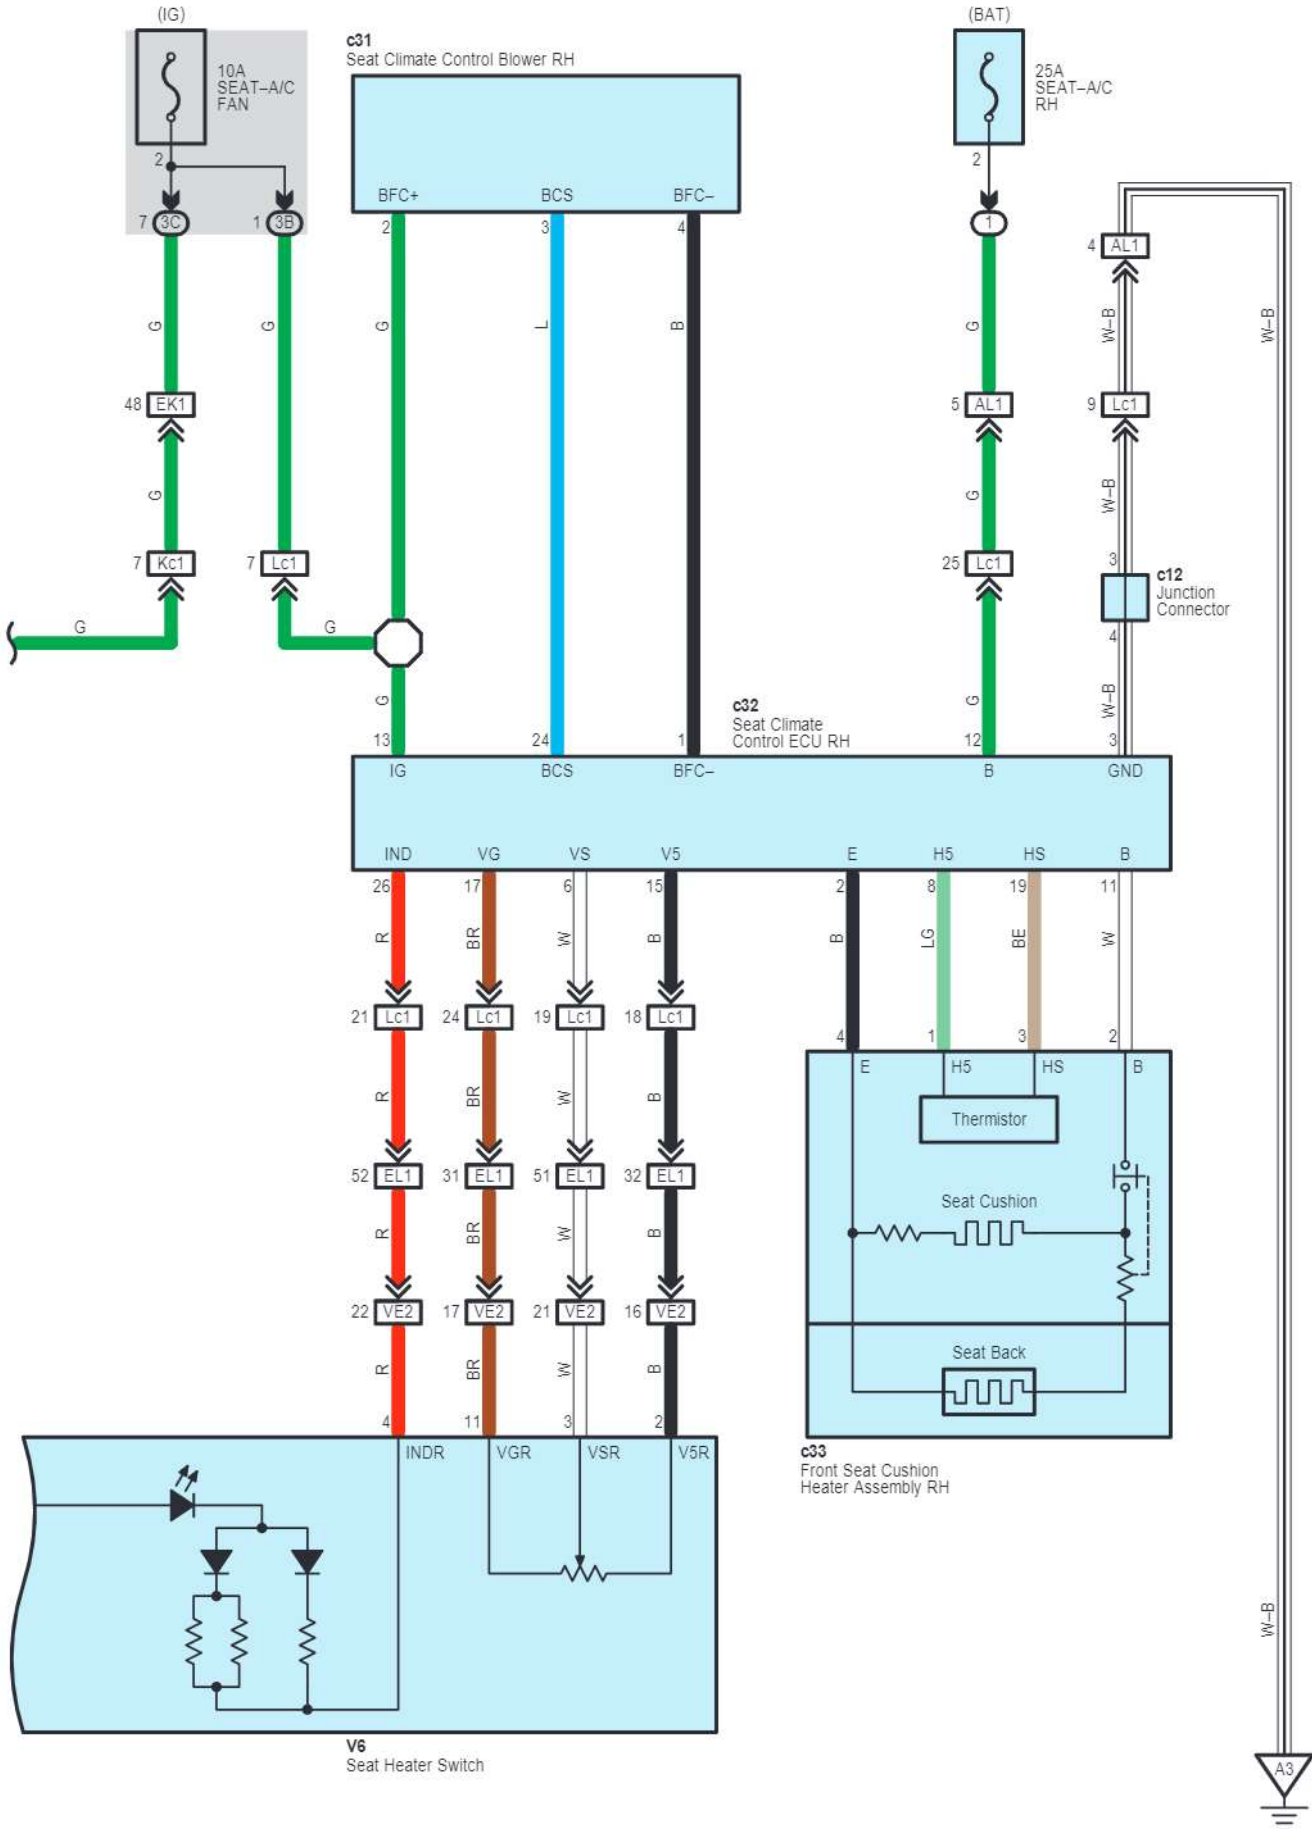 (IG)
10A
SEAT–A/C
FAN
2
7 3C
1 3B
c31
Seat Climate Control Blower RH
BFC+ BCS BFC–
2 3 4
(BAT)
25A
SEAT–A/C
RH
2
1
4 AL1
G G G L B G W–B W–B
48 EK1
5 AL1
9 Lc1
G G W–B
7 Kc1
7 Lc1
25 Lc1
3
c12
Junction
Connector
4
G G
G G W–B
c32
Seat Climate
Control ECU RH
13 24 1 12 3
IG BCS BFC– B GND
IND VG VS V5 E H5 HS B
26 17 6 15 2 8 19 11
R BR W B B LG BE W
21 Lc1 24 Lc1 19 Lc1 18 Lc1
4 1 3 2
E H5 HS B
Thermistor
R BR W B
52 EL1 31 EL1 51 EL1 32 EL1
Seat Cushion
R BR W B
22 VE2 17 VE2 21 VE2 16 VE2
Seat Back
R BR W B
4 11 3 2
INDR VGR VSR V5R
c33
Front Seat Cushion
Heater Assembly RH
W–B
V6
Seat Heater Switch
A3